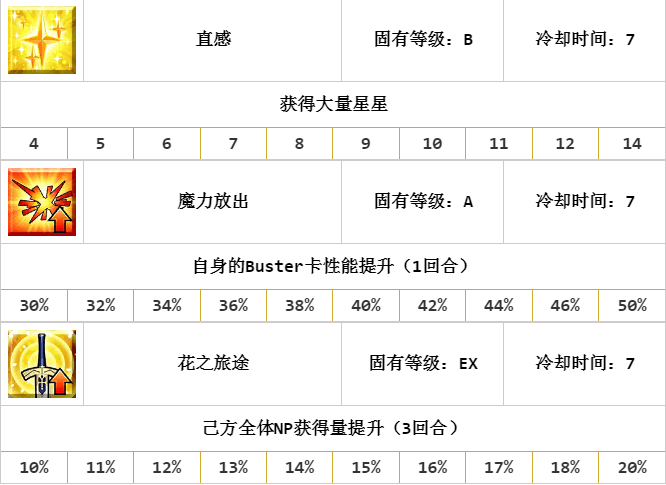 直感 固有等级：B 冷却时间：7
获得大量星星
4 5 6 7 8 9 10 11 12 14
魔力放出 固有等级：A 冷却时间：7
自身的Buster卡性能提升（1回合）
30% 32% 34% 36% 38% 40% 42% 44% 46% 50%
花之旅途 固有等级：EX 冷却时间：7
己方全体NP获得量提升（3回合）
10% 11% 12% 13% 14% 15% 16% 17% 18% 20%